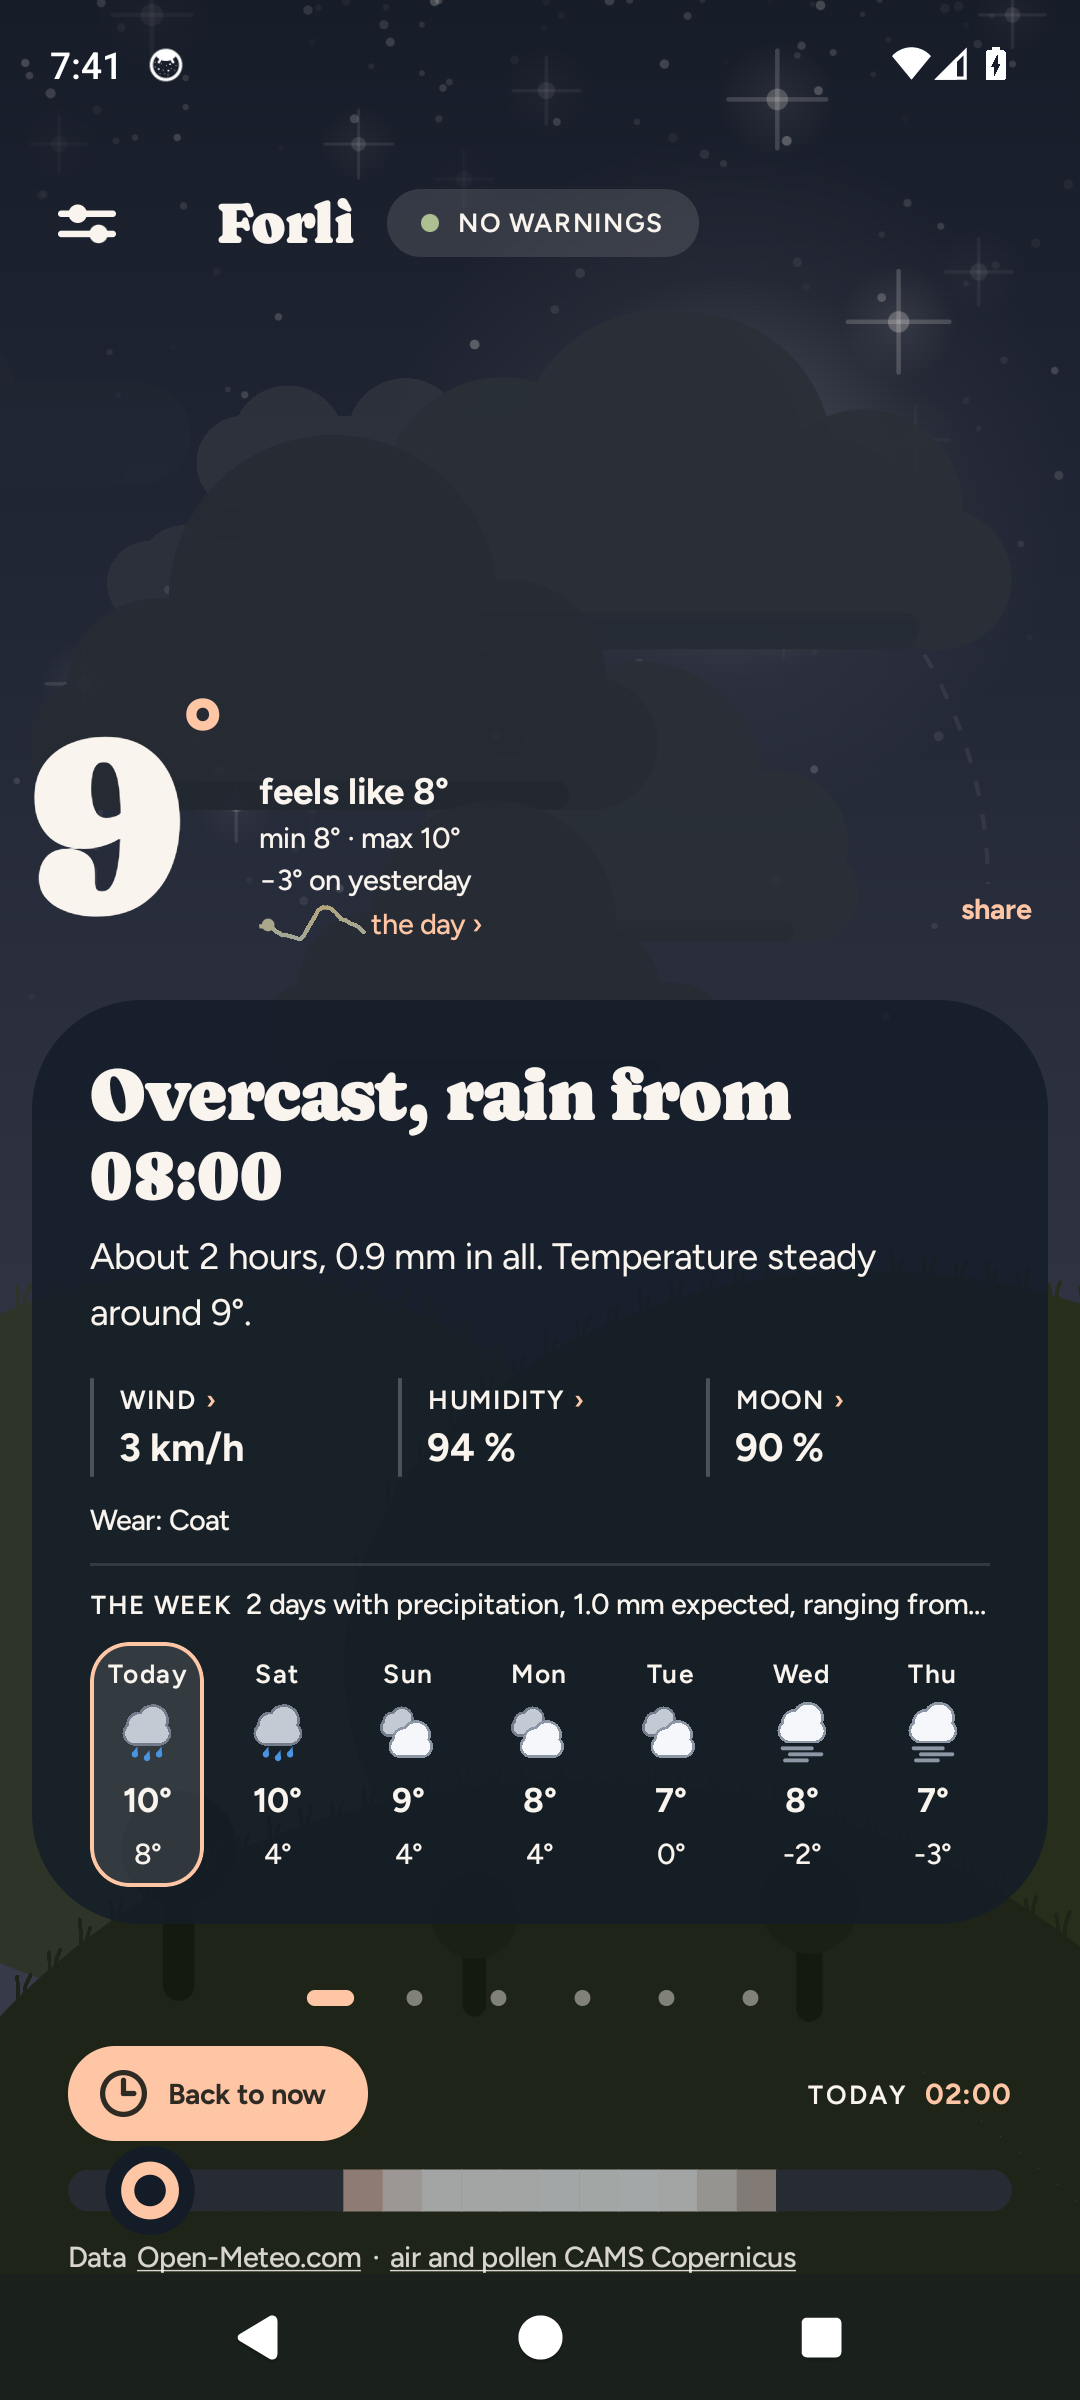 7:41
Forlì
NO WARNINGS
9°
feels like 8°
min 8° · max 10°
−3° on yesterday
the day ›
share
Overcast, rain from
08:00
About 2 hours, 0.9 mm in all. Temperature steady
around 9°.
WIND › HUMIDITY › MOON ›
3 km/h 94 % 90 %
Wear: Coat
THE WEEK 2 days with precipitation, 1.0 mm expected, ranging from...
Today Sat Sun Mon Tue Wed Thu
10° 10° 9° 8° 7° 8° 7°
8° 4° 4° 4° 0° -2° -3°
Back to now
TODAY 02:00
Data Open-Meteo.com · air and pollen CAMS Copernicus